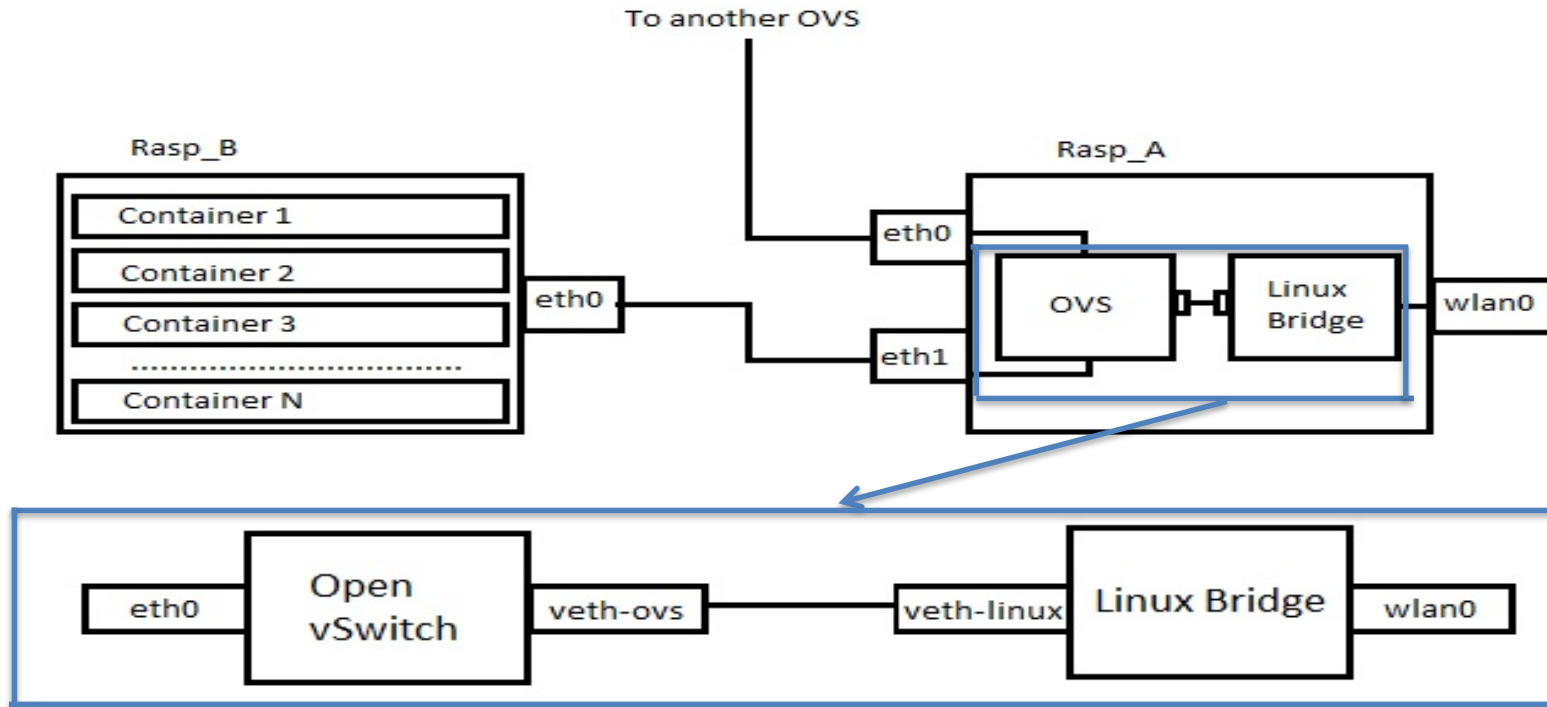 To another OVS
Rasp_B
Container 1
Container 2
Container 3
.................................
Container N
eth0
Rasp_A
eth0
eth1
OVS
Linux
Bridge
wlan0
eth0
Open
vSwitch
veth-ovs
veth-linux
Linux Bridge
wlan0